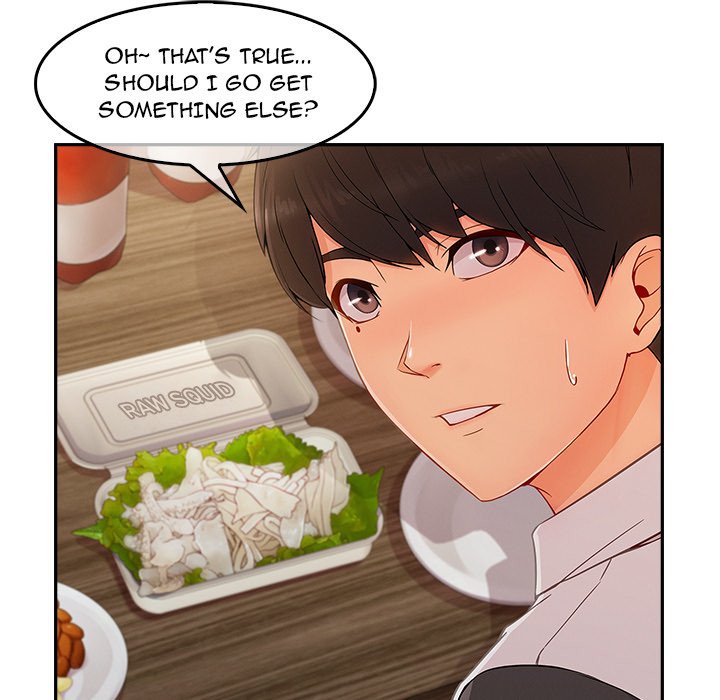 OH~ THAT'S TRUE...
SHOULD I GO GET
SOMETHING ELSE?
RAW SQUID